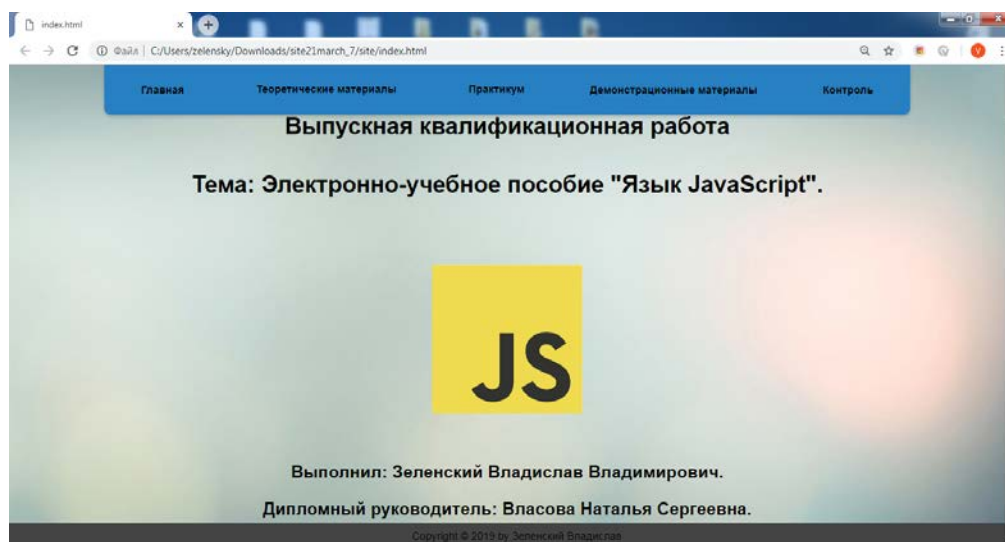 index.html
Файл C:/Users/zelensky/Downloads/site21march_7/site/index.html
V
Главная Теоретические материалы Практикум Демонстрационные материалы Контроль
Выпускная квалификационная работа
Тема: Электронно-учебное пособие "Язык JavaScript".
JS
Выполнил: Зеленский Владислав Владимирович.
Дипломный руководитель: Власова Наталья Сергеевна.
Copyright © 2019 by Зеленский Владислав